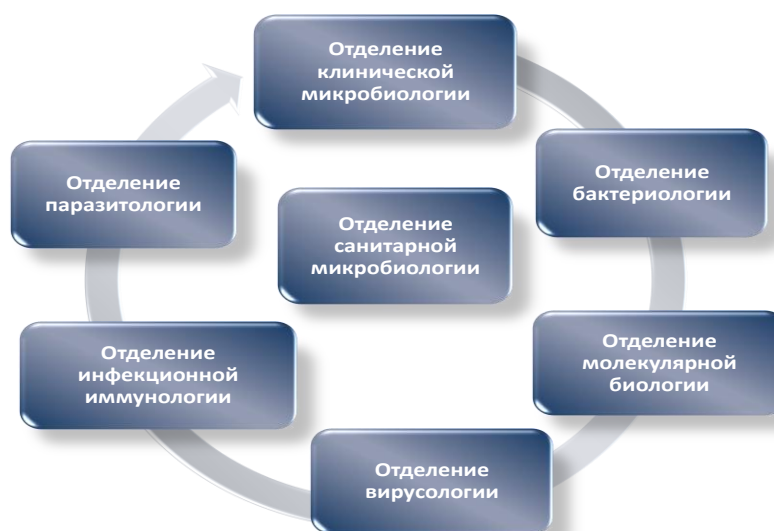 Отделение
клинической
микробиологии
Отделение
бактериологии
Отделение
молекулярной
биологии
Отделение
вирусологии
Отделение
инфекционной
иммунологии
Отделение
паразитологии
Отделение
санитарной
микробиологии